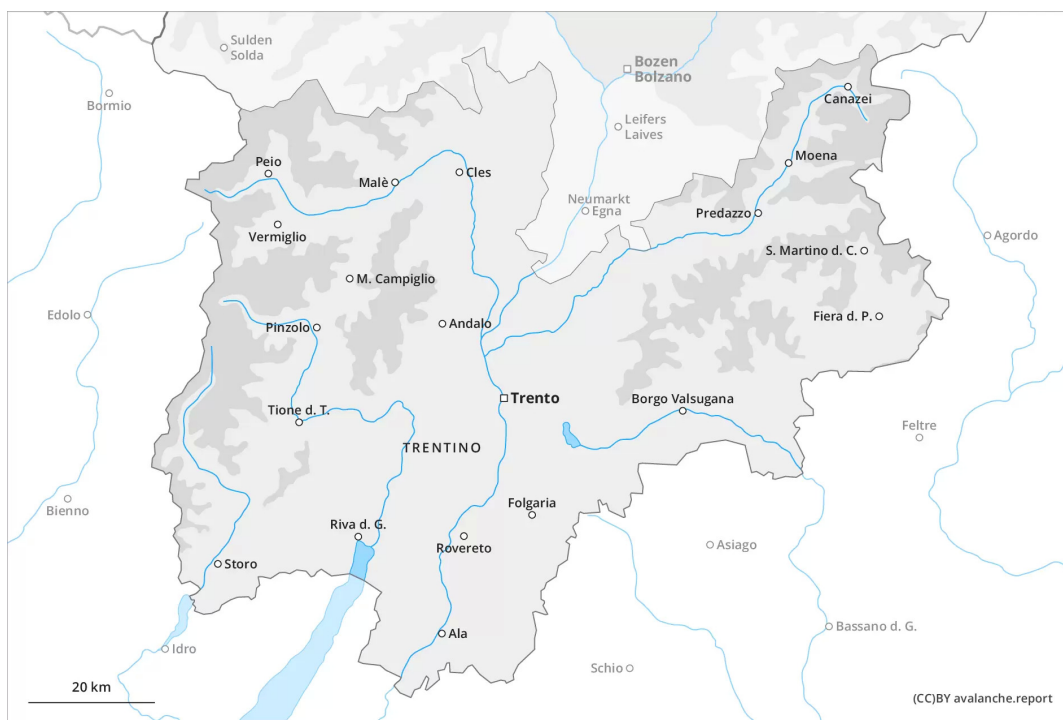 Sulden
Solda
Bozen
Bolzano
Bormio
Canazei
Leifers
Laives
Moena
Peio
Malè
Cles
Neumarkt
Egna
Predazzo
Vermiglio
Agordo
S. Martino d. C.
M. Campiglio
Edolo
Pinzolo
Andalo
Fiera d. P.
Trento
Borgo Valsugana
Tione d. T.
Feltre
TRENTINO
Bienno
Folgaria
Riva d. G.
Rovereto
Asiago
Storo
Ala
Bassano d. G.
Idro
Schio
20 km
(CC)BY avalanche.report